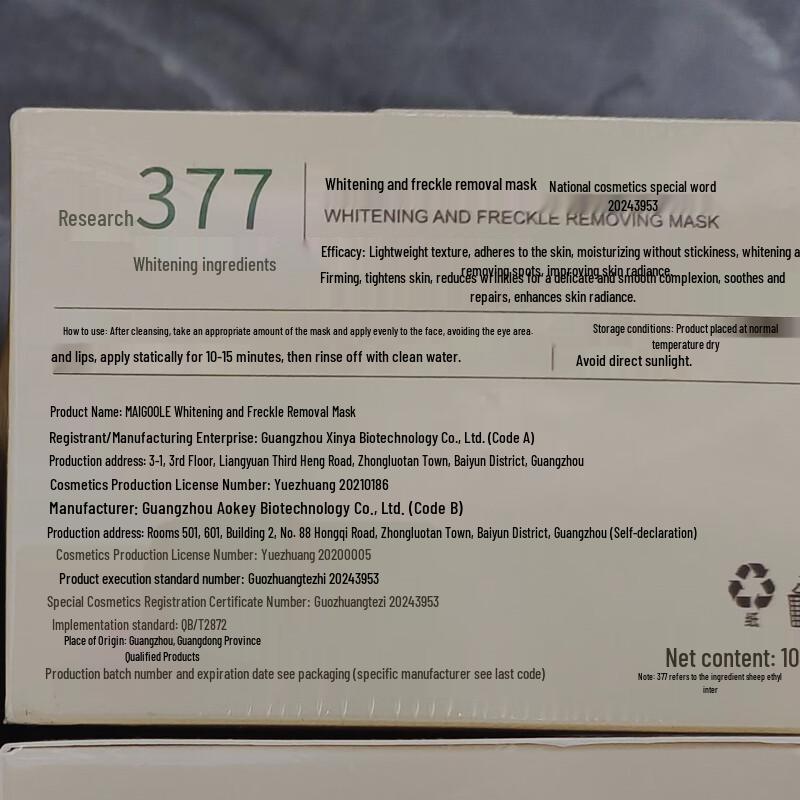 Research 377
Whitening ingredients
Whitening and freckle removal mask
National cosmetics special word
20243953
WHITENING AND FRECKLE REMOVING MASK
Efficacy: Lightweight texture, adheres to the skin, moisturizing without stickiness, whitening a
removing spots, improving skin radiance.
Firming, tightens skin, reduces wrinkles for a delicate and smooth complexion, soothes and
repairs, enhances skin radiance.
How to use: After cleansing, take an appropriate amount of the mask and apply evenly to the face, avoiding the eye area.
and lips, apply statically for 10-15 minutes, then rinse off with clean water.
Storage conditions: Product placed at normal
temperature dry
Avoid direct sunlight.
Product Name: MAIGOOLE Whitening and Freckle Removal Mask
Registrant/Manufacturing Enterprise: Guangzhou Xinya Biotechnology Co., Ltd. (Code A)
Production address: 3-1, 3rd Floor, Liangyuan Third Heng Road, Zhongluotan Town, Baiyun District, Guangzhou
Cosmetics Production License Number: Yuezhuang 20210186
Manufacturer: Guangzhou Aokey Biotechnology Co., Ltd. (Code B)
Production address: Rooms 501, 601, Building 2, No. 88 Hongqi Road, Zhongluotan Town, Baiyun District, Guangzhou (Self-declaration)
Cosmetics Production License Number: Yuezhuang 20200005
Product execution standard number: Guozhuangtezhi 20243953
Special Cosmetics Registration Certificate Number: Guozhuangtezi 20243953
Implementation standard: QB/T2872
Place of Origin: Guangzhou, Guangdong Province
Qualified Products
Production batch number and expiration date see packaging (specific manufacturer see last code)
纸
Net content: 10
Note: 377 refers to the ingredient sheep ethyl
inter